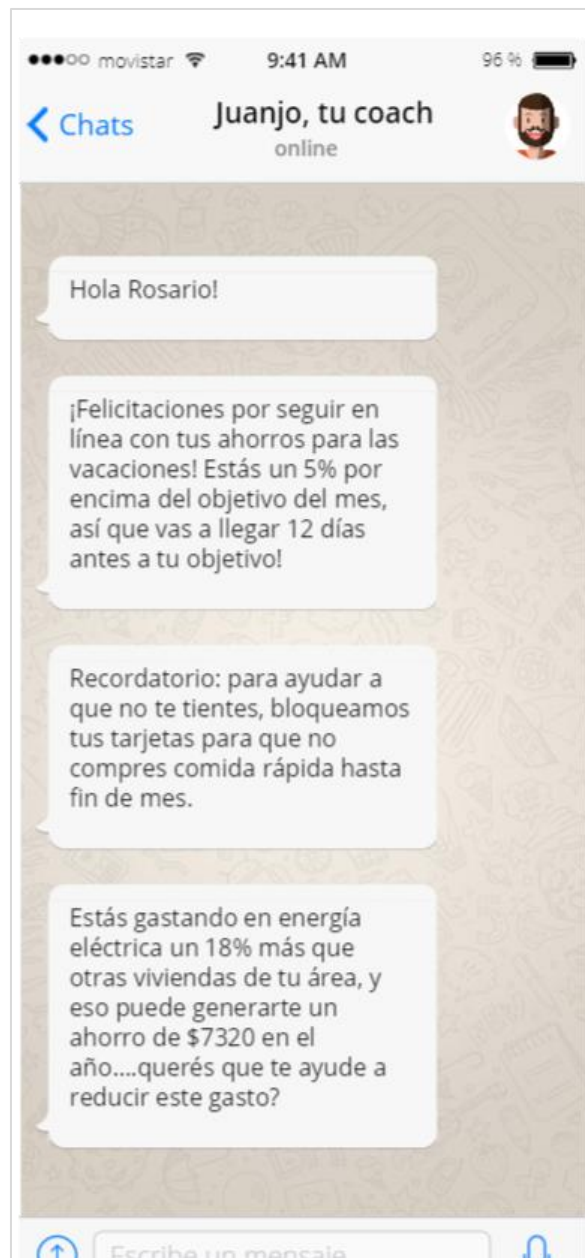 movistar 9:41 AM 96 %
Chats
Juanjo, tu coach
online
Hola Rosario!
¡Felicitaciones por seguir en
línea con tus ahorros para las
vacaciones! Estás un 5% por
encima del objetivo del mes,
así que vas a llegar 12 días
antes a tu objetivo!
Recordatorio: para ayudar a
que no te tientes, bloqueamos
tus tarjetas para que no
compres comida rápida hasta
fin de mes.
Estás gastando en energía
eléctrica un 18% más que
otras viviendas de tu área, y
eso puede generarte un
ahorro de $7320 en el
año....querés que te ayude a
reducir este gasto?
Escribe un mensaje